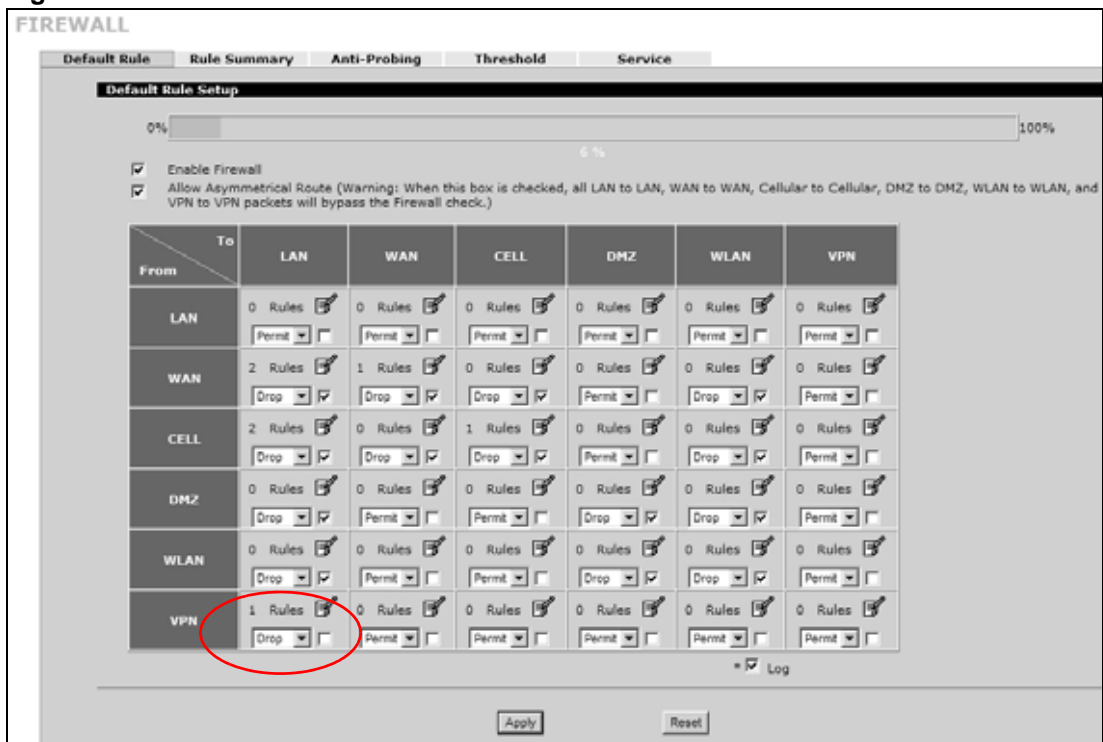 FIREWALL
Default Rule Rule Summary Anti-Probing Threshold Service
Default Rule Setup
0% 100%
6 %
Enable Firewall
Allow Asymmetrical Route (Warning: When this box is checked, all LAN to LAN, WAN to WAN, Cellular to Cellular, DMZ to DMZ, WLAN to WLAN, and
VPN to VPN packets will bypass the Firewall check.)
To
From
LAN WAN CELL DMZ WLAN VPN
LAN
0 Rules 0 Rules 0 Rules 0 Rules 0 Rules 0 Rules
Permit Permit Permit Permit Permit Permit
WAN
2 Rules 1 Rules 0 Rules 0 Rules 0 Rules 0 Rules
Drop Drop Drop Permit Drop Permit
CELL
2 Rules 0 Rules 1 Rules 0 Rules 0 Rules 0 Rules
Drop Drop Drop Permit Drop Permit
DMZ
0 Rules 0 Rules 0 Rules 0 Rules 0 Rules 0 Rules
Drop Permit Permit Drop Drop Permit
WLAN
0 Rules 0 Rules 0 Rules 0 Rules 0 Rules 0 Rules
Drop Permit Permit Drop Drop Permit
VPN
1 Rules 0 Rules 0 Rules 0 Rules 0 Rules 0 Rules
Drop Permit Permit Permit Permit Permit
* Log
Apply Reset